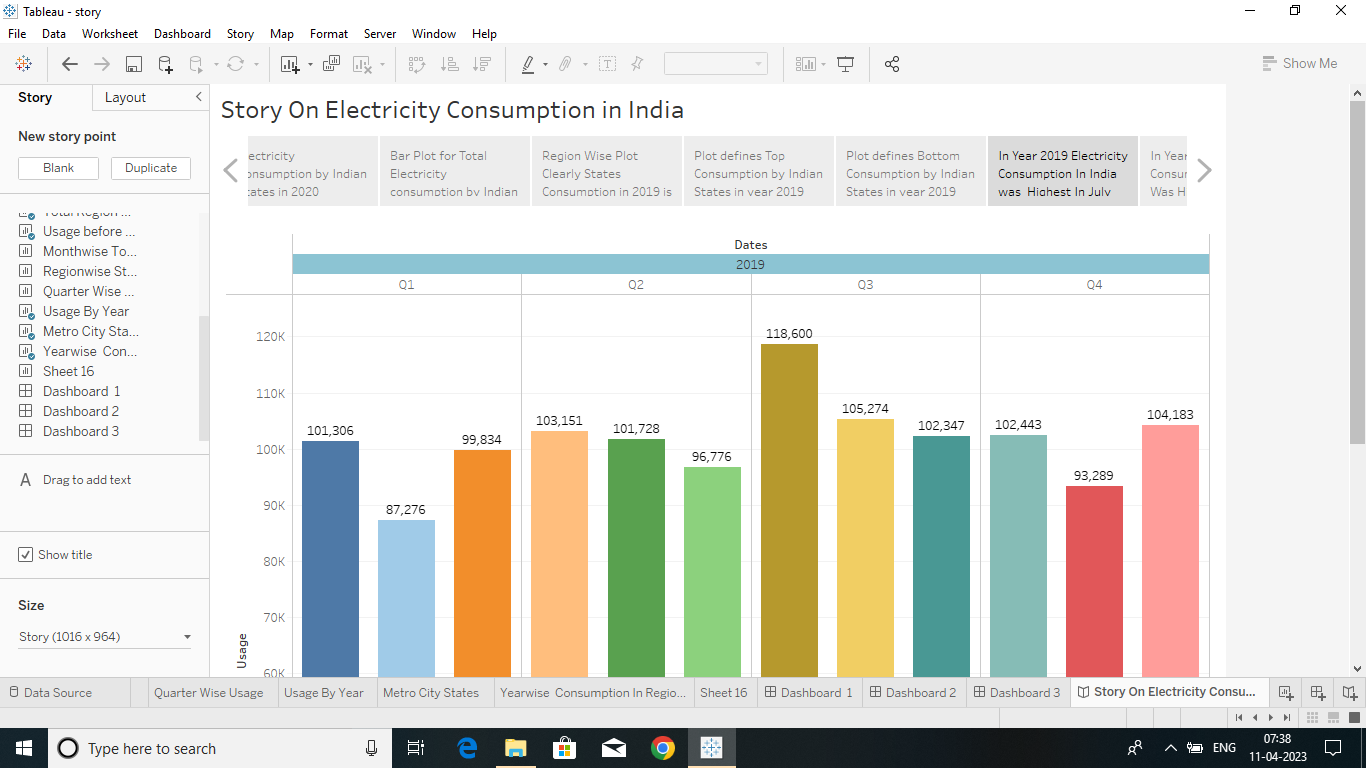 Tableau - story
File Data Worksheet Dashboard Story Map Format Server Window Help
Show Me
Story Layout
New story point
Blank Duplicate
Total Region ...
Usage before ...
Monthwise To...
Regionwise St...
Quarter Wise ...
Usage By Year
Metro City Sta...
Yearwise Con...
Sheet 16
Dashboard 1
Dashboard 2
Dashboard 3
A Drag to add text
Show title
Size
Story (1016 x 964)
Story On Electricity Consumption in India
ectricity
onsumption by Indian
tates in 2020
Bar Plot for Total
Electricity
consumption by Indian
Region Wise Plot
Clearly States
Consumption in 2019 is
Plot defines Top
Consumption by Indian
States in year 2019
Plot defines Bottom
Consumption by Indian
States in year 2019
In Year 2019 Electricity
Consumption In India
was Highest In July
In Year
Consur
Was H
Dates
2019
Q1 Q2 Q3 Q4
120K
110K
100K
90K
80K
70K
60K
Usage
101,306
87,276
99,834
103,151
101,728
96,776
118,600
105,274
102,347
102,443
93,289
104,183
Data Source Quarter Wise Usage Usage By Year Metro City States Yearwise Consumption In Regio... Sheet 16 Dashboard 1 Dashboard 2 Dashboard 3 Story On Electricity Consu...
Type here to search
ENG
07:38
11-04-2023